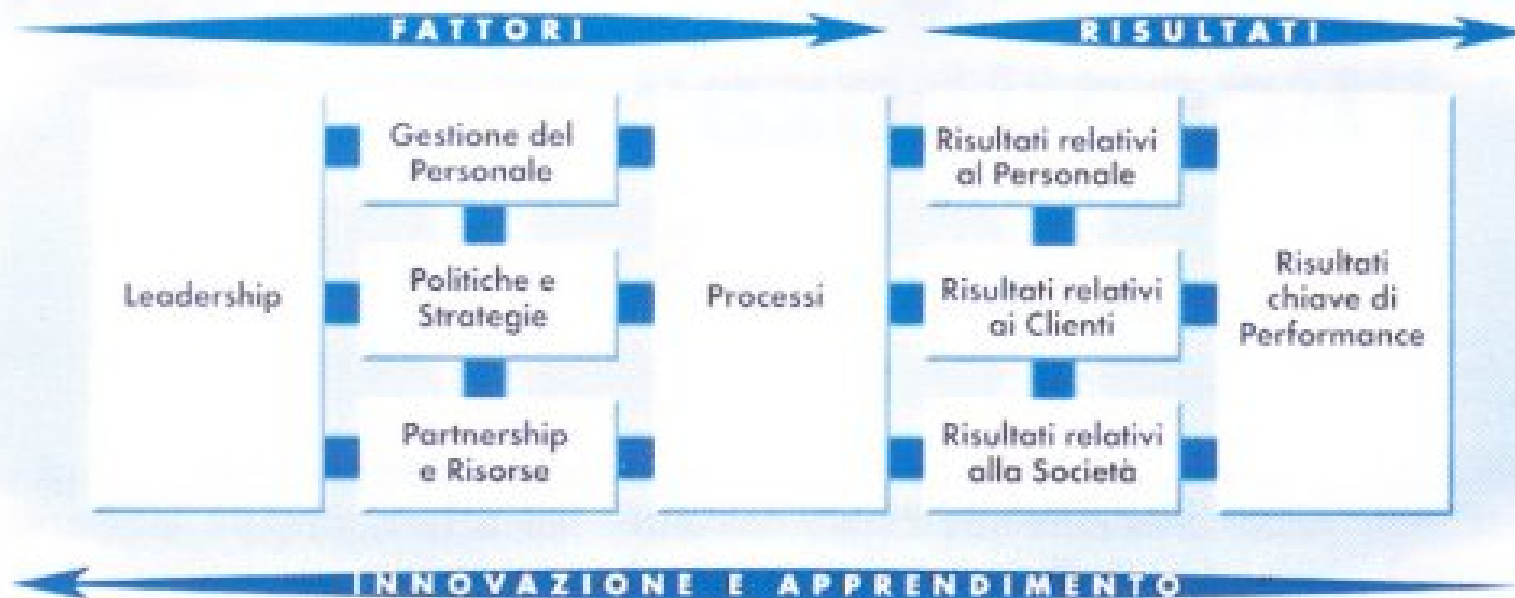 FATTORI
RISULTATI
Leadership
Gestione del
Personale
Politiche e
Strategie
Partnership
e Risorse
Processi
Risultati relativi
al Personale
Risultati relativi
ai Clienti
Risultati relativi
alla Società
Risultati
chiave di
Performance
INNOVAZIONE E APPRENDIMENTO